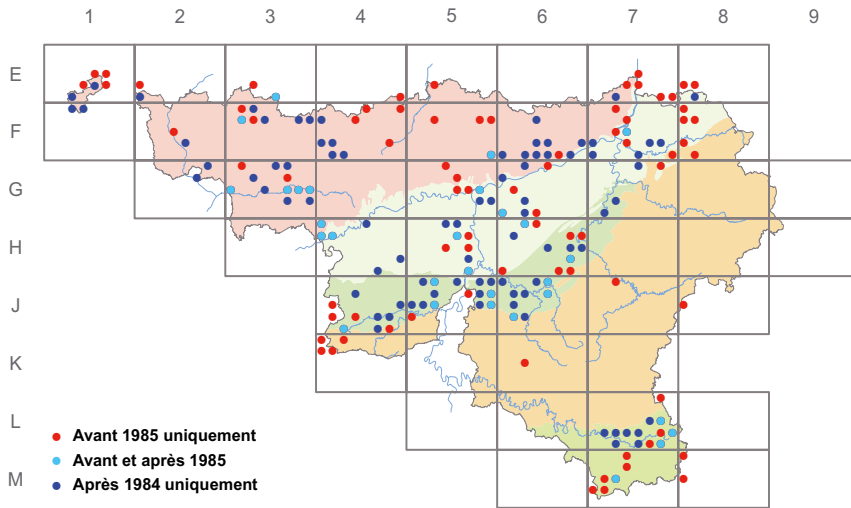 1 2 3 4 5 6 7 8 9
E
F
G
H
J
K
L
M
Avant 1985 uniquement
Avant et après 1985
Après 1984 uniquement